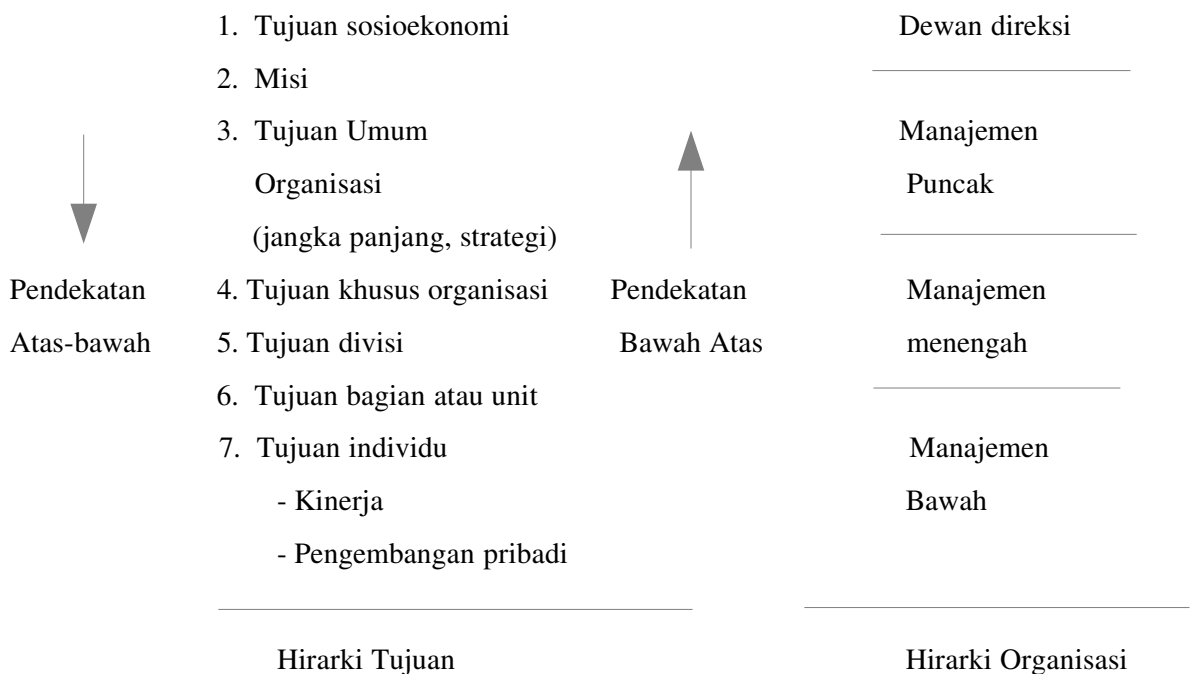 1. Tujuan sosioekonomi Dewan direksi
2. Misi
3. Tujuan Umum Manajemen
Organisasi Puncak
(jangka panjang, strategi)
Pendekatan 4. Tujuan khusus organisasi Pendekatan Manajemen
Atas-bawah 5. Tujuan divisi Bawah Atas menengah
6. Tujuan bagian atau unit
7. Tujuan individu Manajemen
- Kinerja Bawah
- Pengembangan pribadi
Hirarki Tujuan Hirarki Organisasi